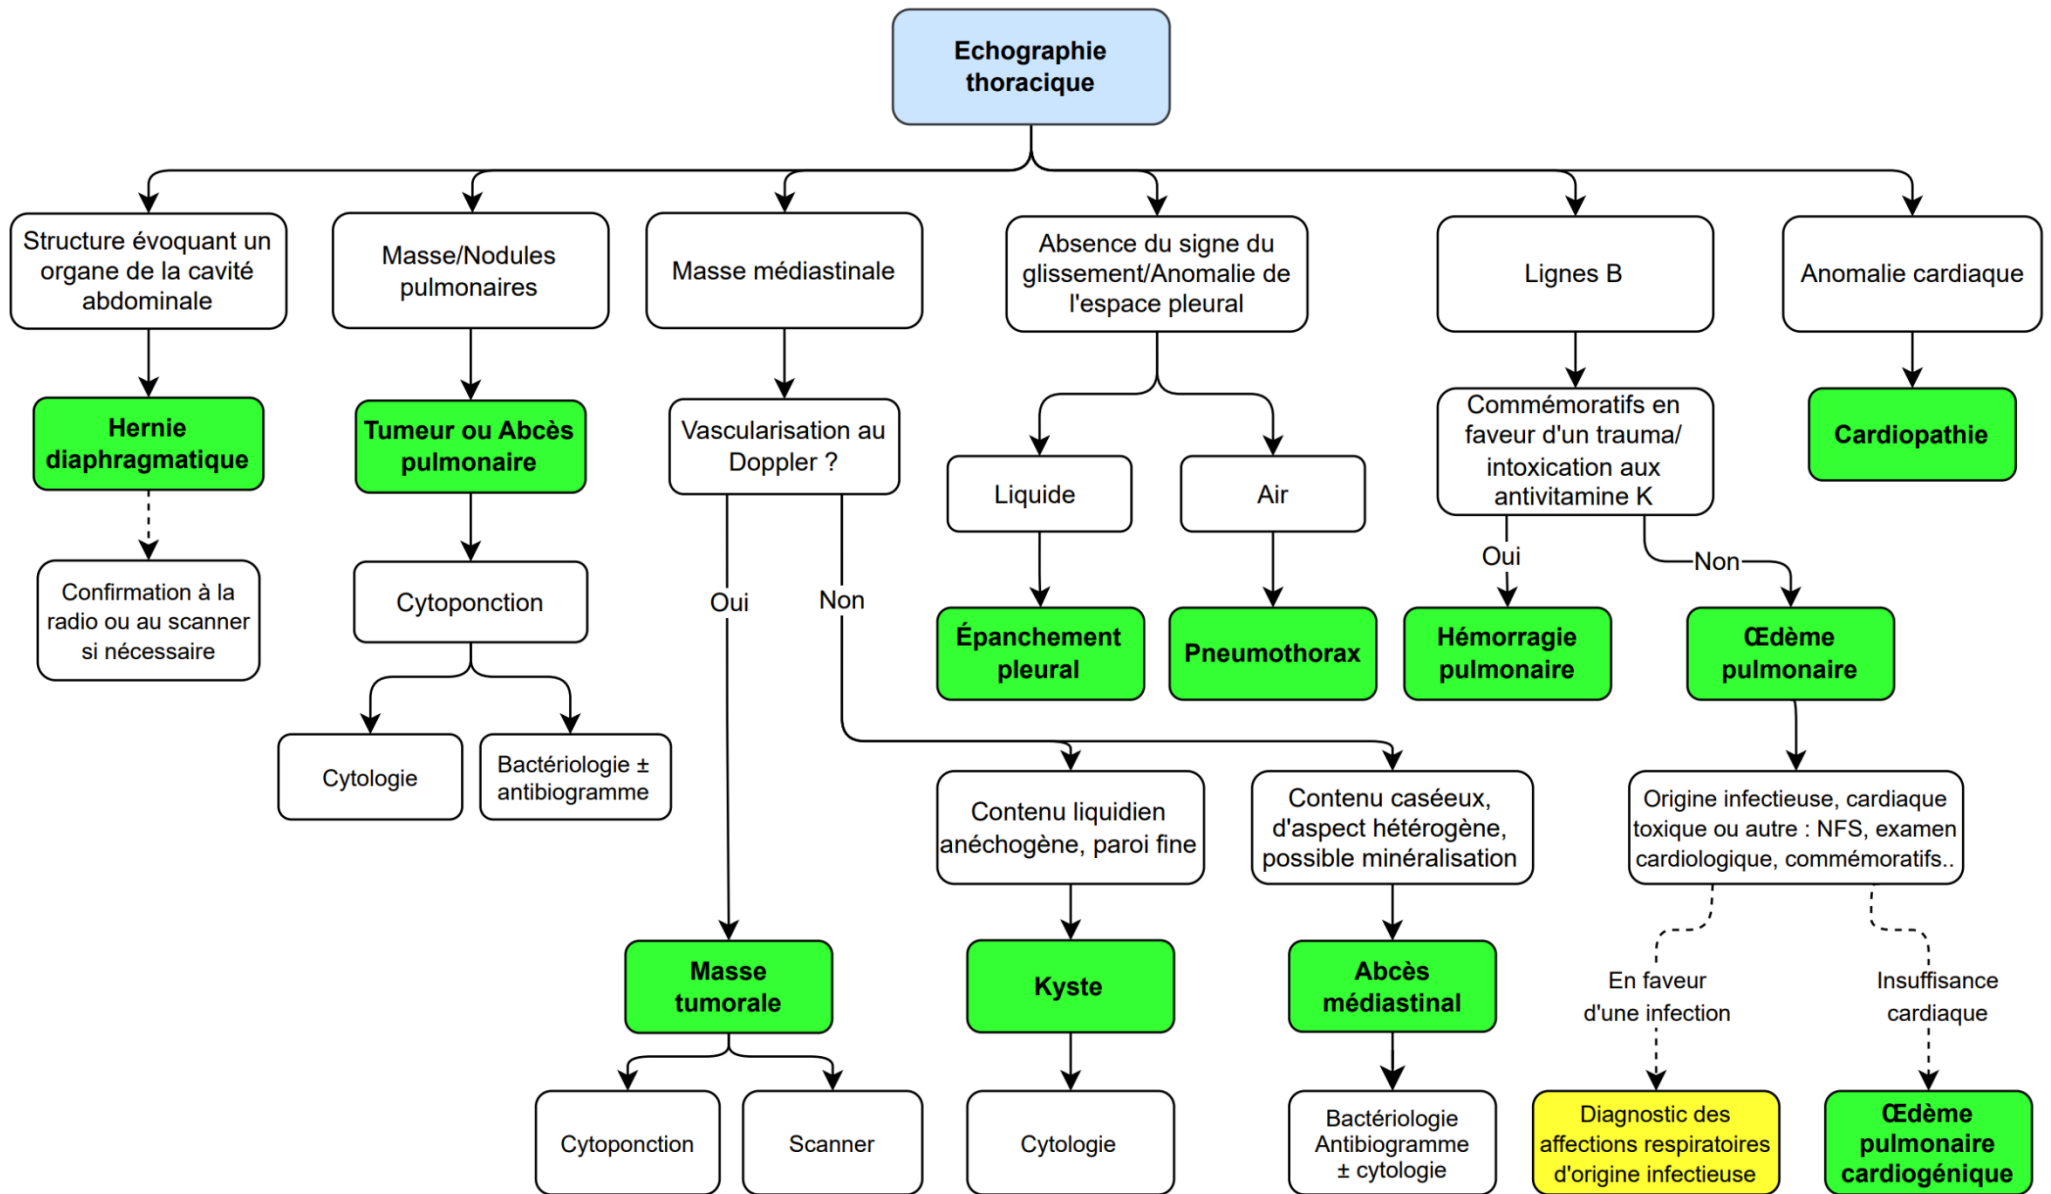 Echographie
thoracique
Structure évoquant un
organe de la cavité
abdominale
Masse/Nodules
pulmonaires
Masse médiastinale
Absence du signe du
glissement/Anomalie de
l'espace pleural
Lignes B
Anomalie cardiaque
Hernie
diaphragmatique
Tumeur ou Abcès
pulmonaire
Vascularisation au
Doppler ?
Liquide
Air
Commémoratifs en
faveur d'un trauma/
intoxication aux
antivitamine K
Cardiopathie
Confirmation à la
radio ou au scanner
si nécessaire
Cytoponction
Oui
Non
Oui
Non
Épanchement
pleural
Pneumothorax
Hémorragie
pulmonaire
Œdème
pulmonaire
Cytologie
Bactériologie ±
antibiogramme
Contenu liquidien
anéchogène, paroi fine
Contenu caséeux,
d'aspect hétérogène,
possible minéralisation
Origine infectieuse, cardiaque
toxique ou autre : NFS, examen
cardiologique, commémoratifs..
Masse
tumorale
Kyste
Abcès
médiastinal
En faveur
d'une infection
Insuffisance
cardiaque
Cytoponction
Scanner
Cytologie
Bactériologie
Antibiogramme
± cytologie
Diagnostic des
affections respiratoires
d'origine infectieuse
Œdème
pulmonaire
cardiogénique